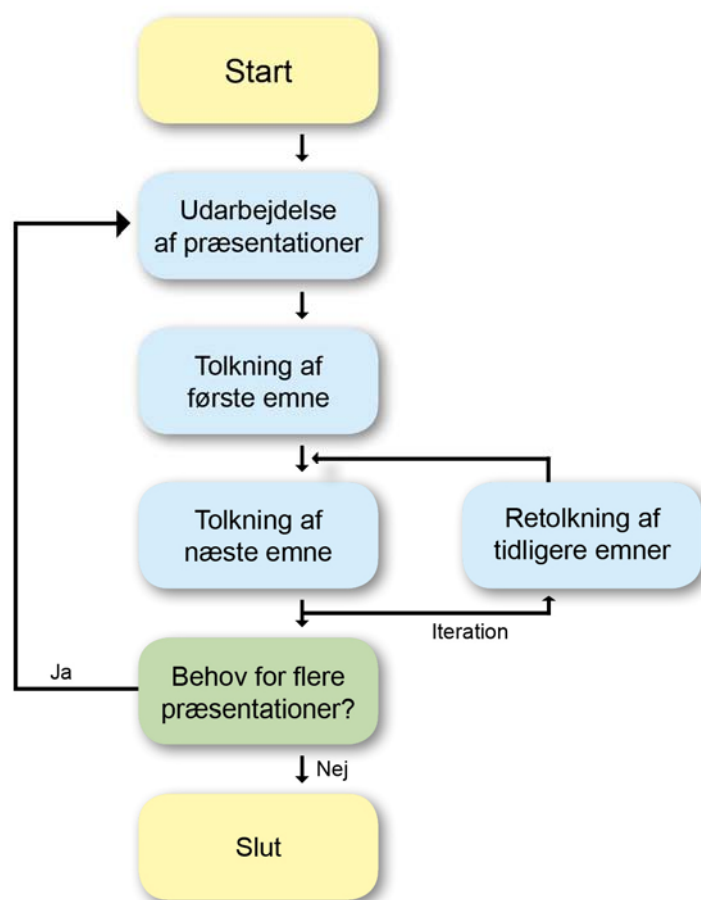 Start
Udarbejdelse
af præsentationer
Tolkning af
første emne
Tolkning af
næste emne
Retolkning af
tidligere emner
Iteration
Ja
Behov for flere
præsentationer?
Nej
Slut